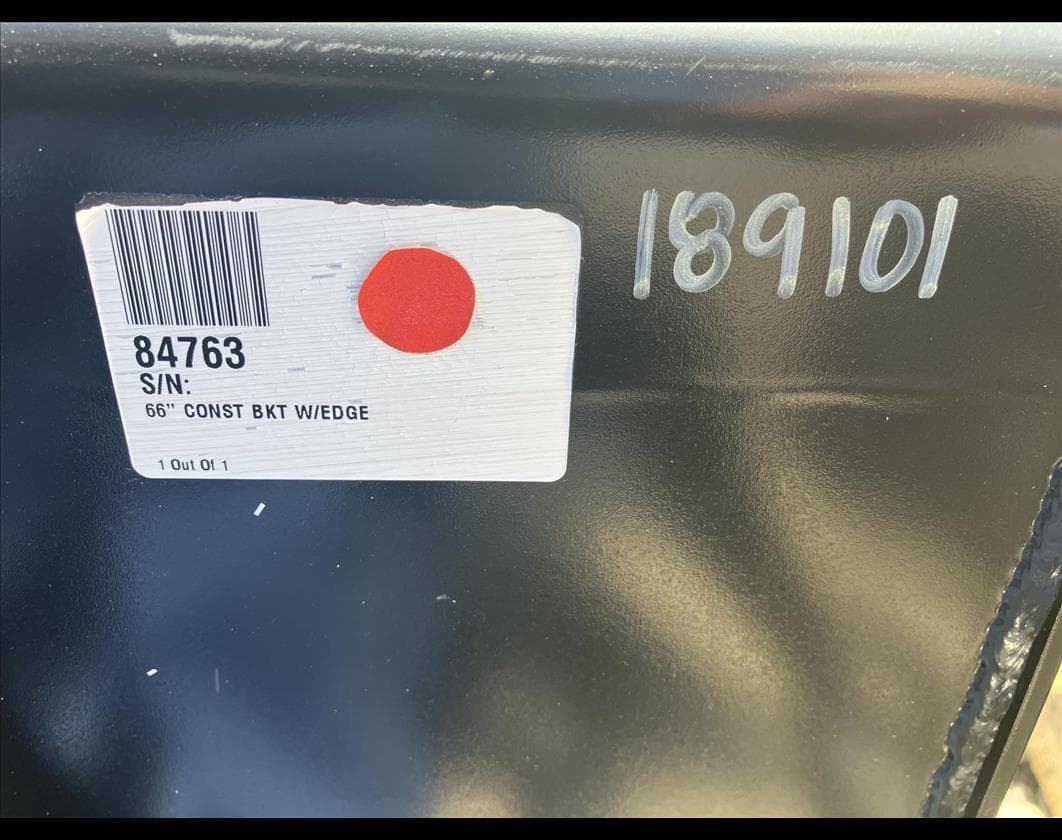 84763
S/N:
66" CONST BKT W/EDGE
1 Out Of 1
189101